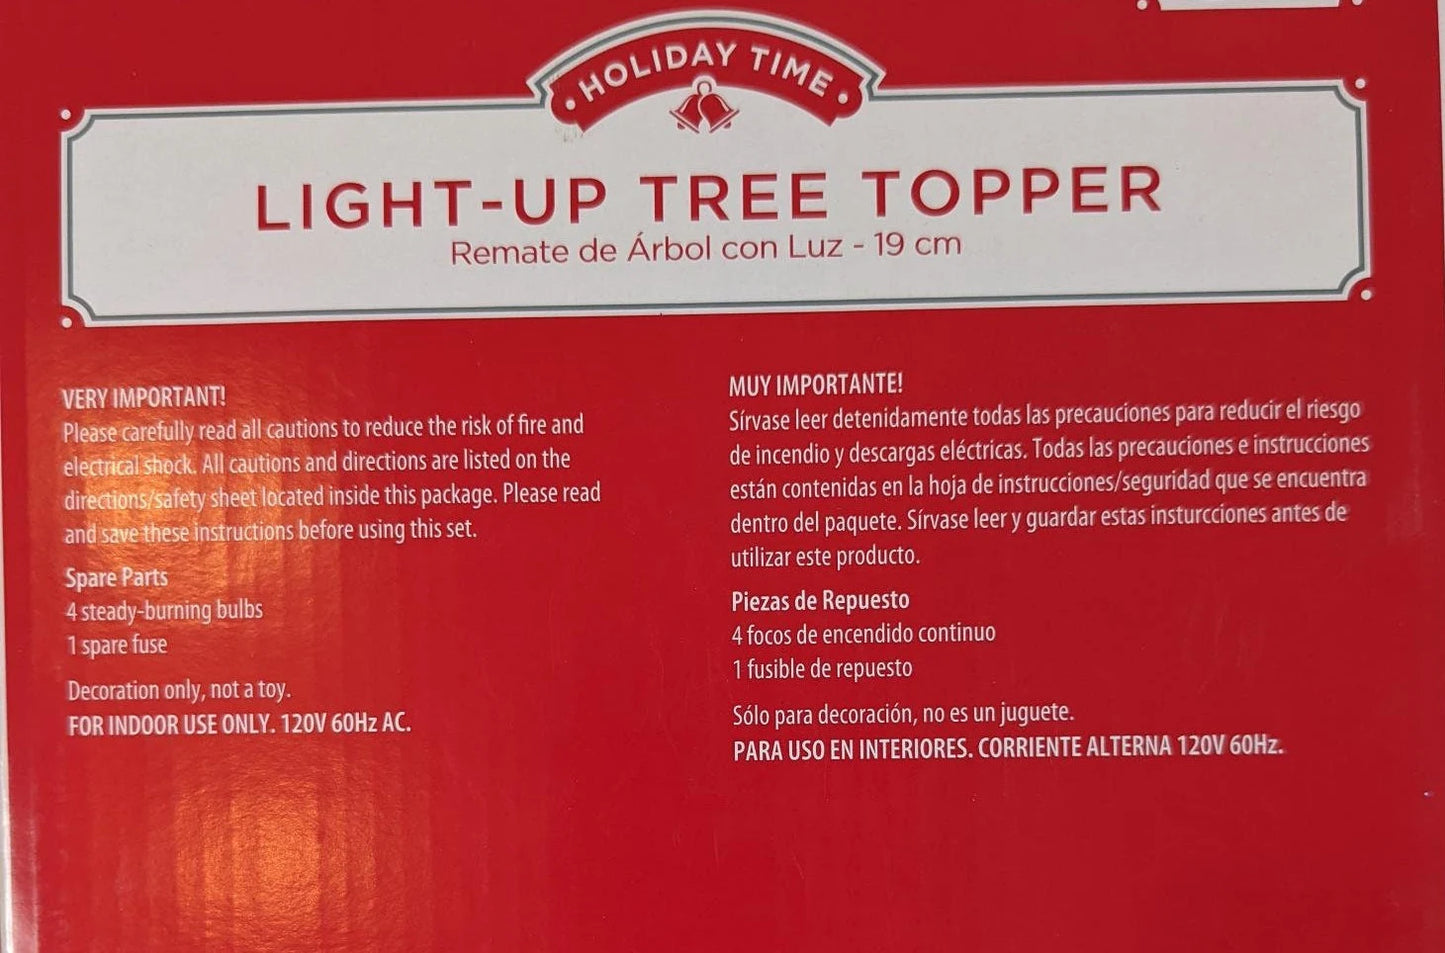 HOLIDAY TIME
LIGHT-UP TREE TOPPER
Remate de Árbol con Luz - 19 cm
VERY IMPORTANT!
Please carefully read all cautions to reduce the risk of fire and
electrical shock. All cautions and directions are listed on the
directions/safety sheet located inside this package. Please read
and save these instructions before using this set.
Spare Parts
4 steady-burning bulbs
1 spare fuse
Decoration only, not a toy.
FOR INDOOR USE ONLY. 120V 60Hz AC.
MUY IMPORTANTE!
Sírvase leer detenidamente todas las precauciones para reducir el riesgo
de incendio y descargas eléctricas. Todas las precauciones e instrucciones
están contenidas en la hoja de instrucciones/seguridad que se encuentra
dentro del paquete. Sírvase leer y guardar estas insturcciones antes de
utilizar este producto.
Piezas de Repuesto
4 focos de encendido continuo
1 fusible de repuesto
Sólo para decoración, no es un juguete.
PARA USO EN INTERIORES. CORRIENTE ALTERNA 120V 60Hz.